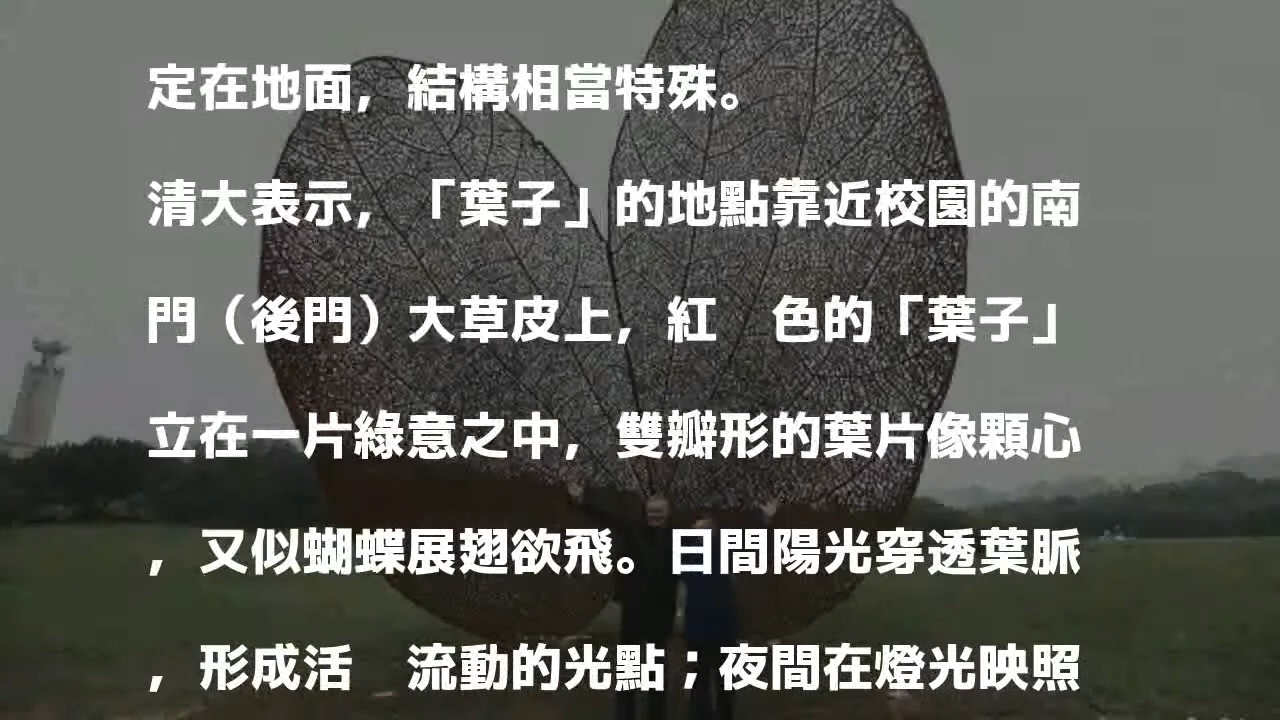 定在地面，結構相當特殊。
清大表示，「葉子」的地點靠近校園的南
門（後門）大草皮上，紅　色的「葉子」
立在一片綠意之中，雙瓣形的葉片像顆心
，又似蝴蝶展翅欲飛。日間陽光穿透葉脈
，形成活　流動的光點；夜間在燈光映照